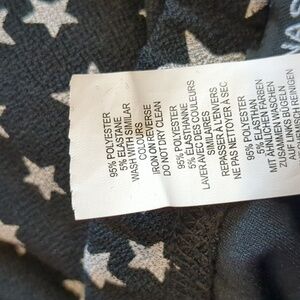 95% POLYESTER
5% ELASTANE
WASH WITH SIMILAR
COLOURS
IRON ON REVERSE
DO NOT DRY CLEAN
95% POLYESTER
5% ÉLASTHANNE
LAVER AVEC DES COULEURS
SIMILAIRES
REPASSER À L'ENVERS
NE PAS NETTOYER À SEC
95% POLYESTER
5% ELASTHAN
MIT ÄHNLICHEN FARBEN
ZUSAMMEN WASCHEN
AUF LINKS BÜGELN